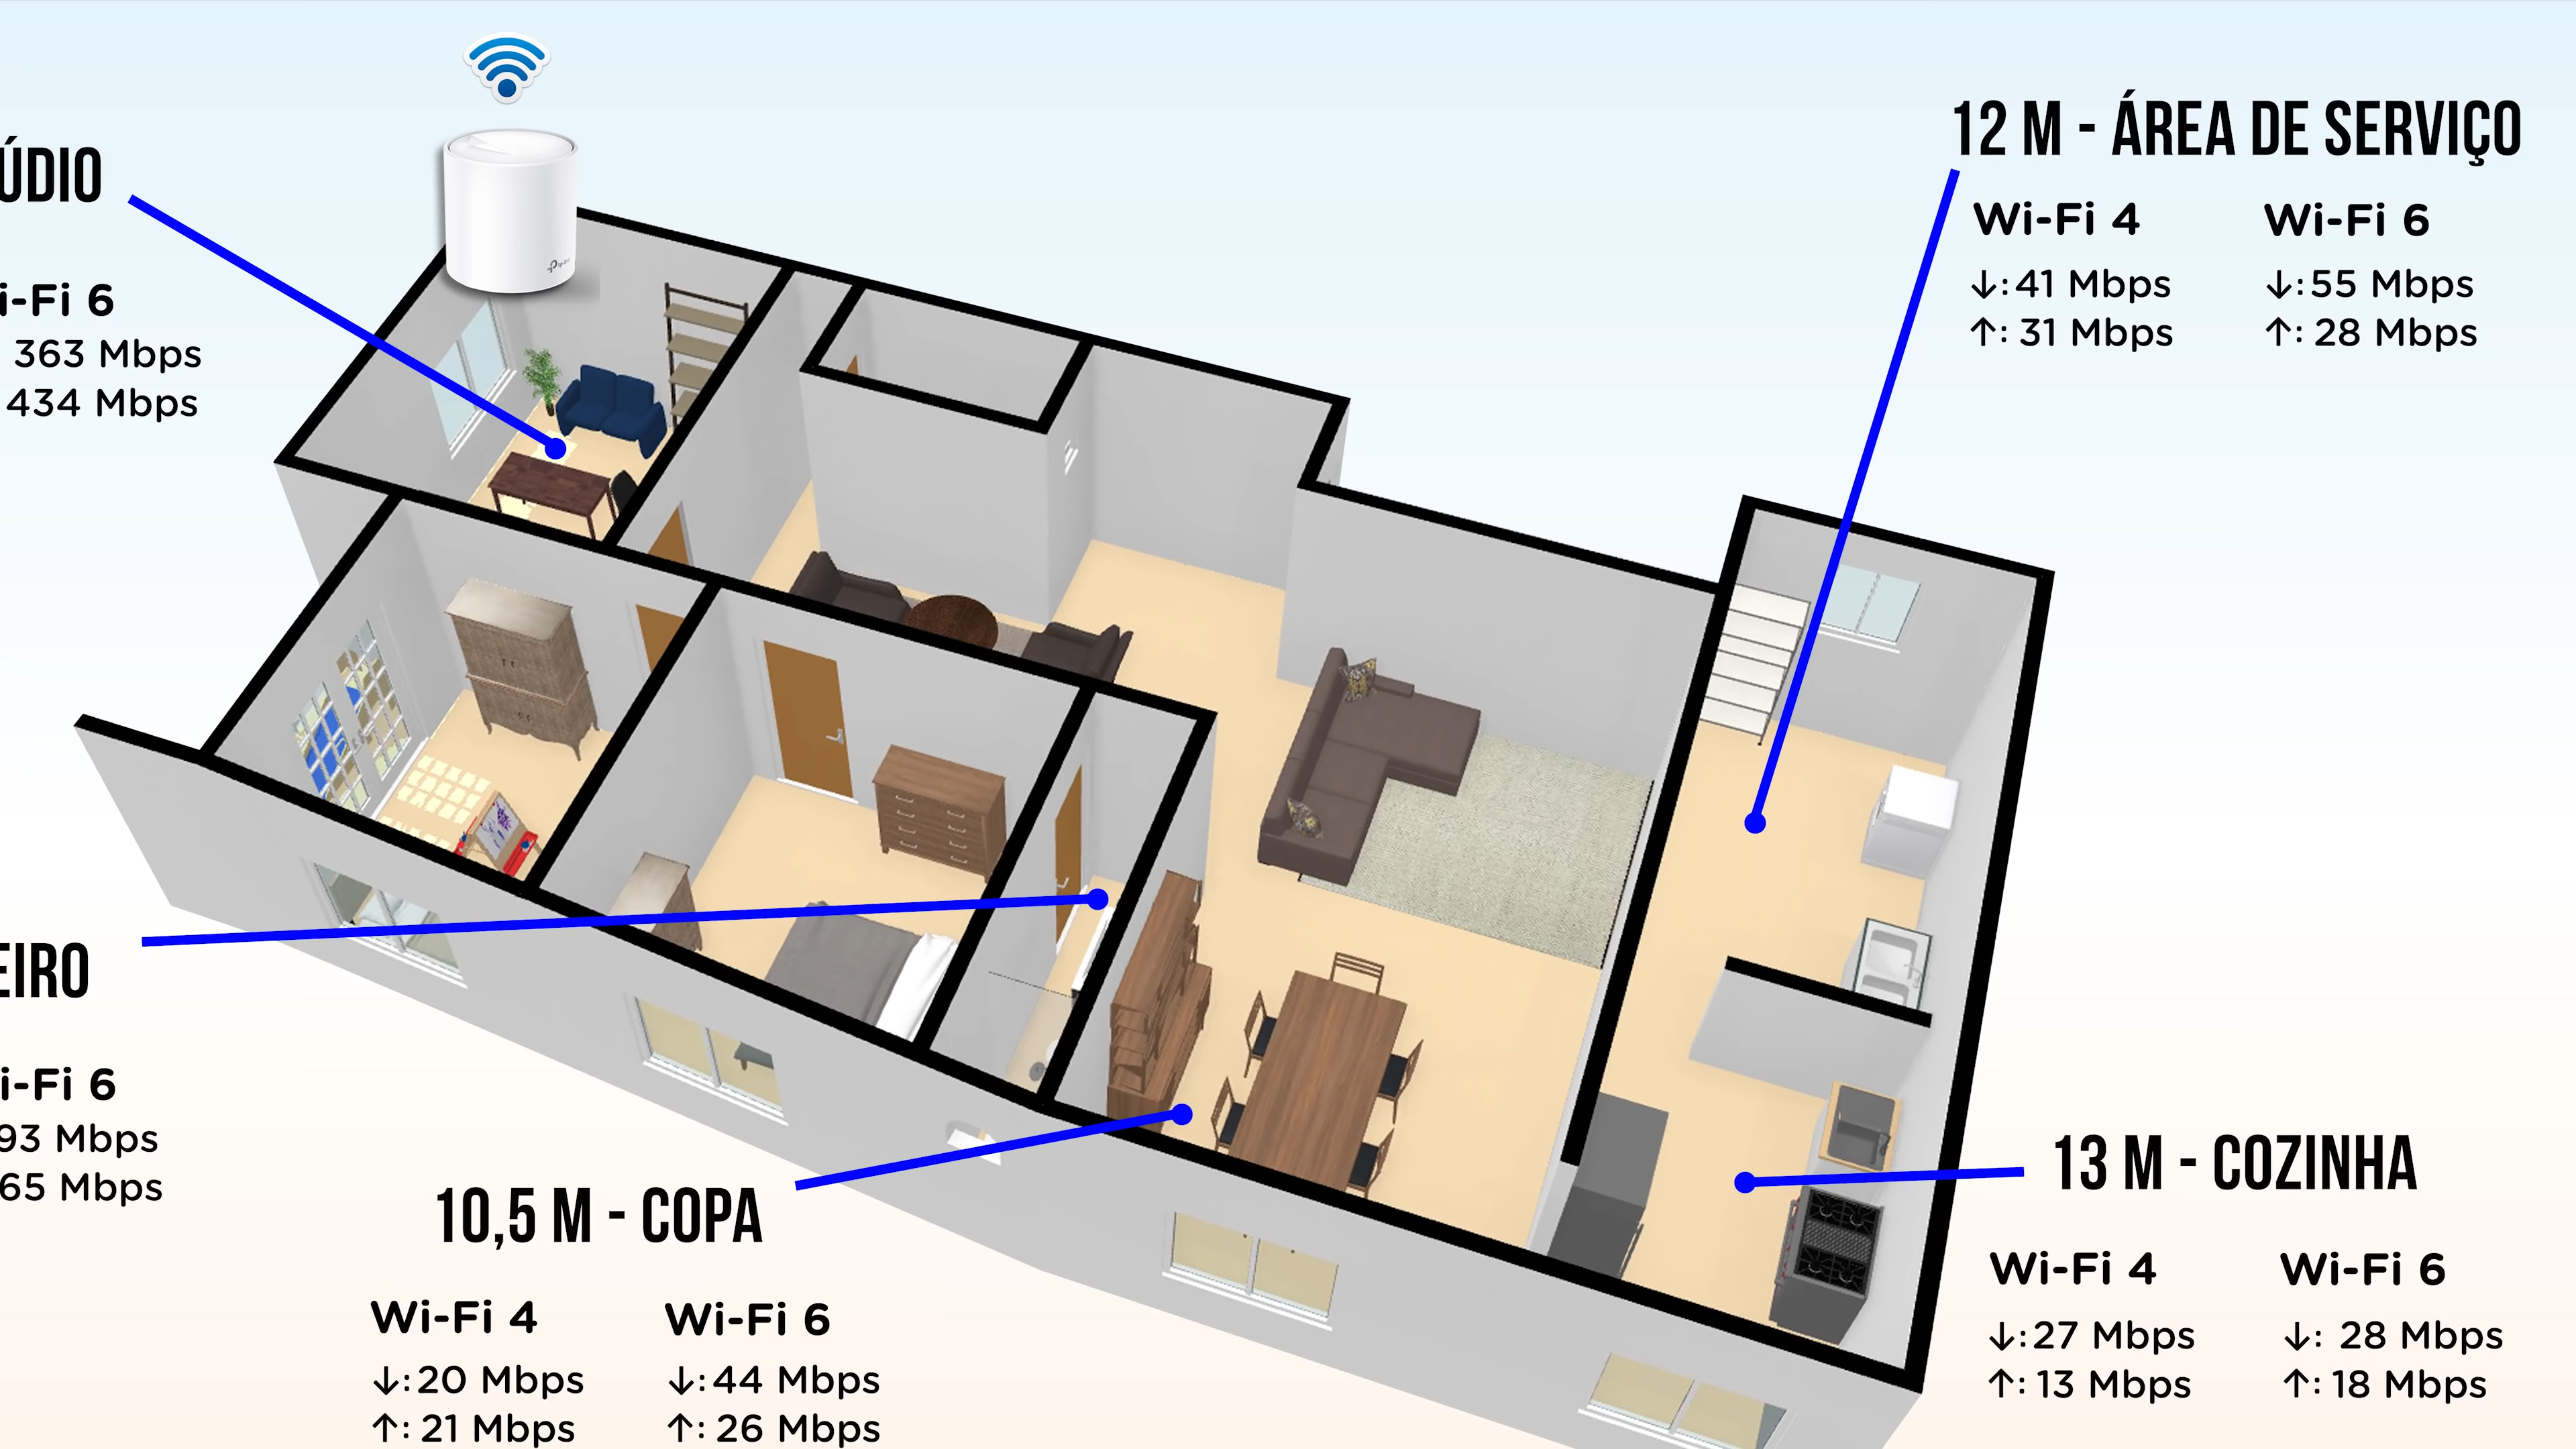 ÚDIO
i-Fi 6
363 Mbps
434 Mbps
12 M - ÁREA DE SERVIÇO
Wi-Fi 4 Wi-Fi 6
↓:41 Mbps ↓:55 Mbps
↑: 31 Mbps ↑: 28 Mbps
EIRO
i-Fi 6
93 Mbps
65 Mbps
10,5 M - COPA
Wi-Fi 4 Wi-Fi 6
↓:20 Mbps ↓:44 Mbps
↑: 21 Mbps ↑: 26 Mbps
13 M - COZINHA
Wi-Fi 4 Wi-Fi 6
↓:27 Mbps ↓: 28 Mbps
↑: 13 Mbps ↑: 18 Mbps